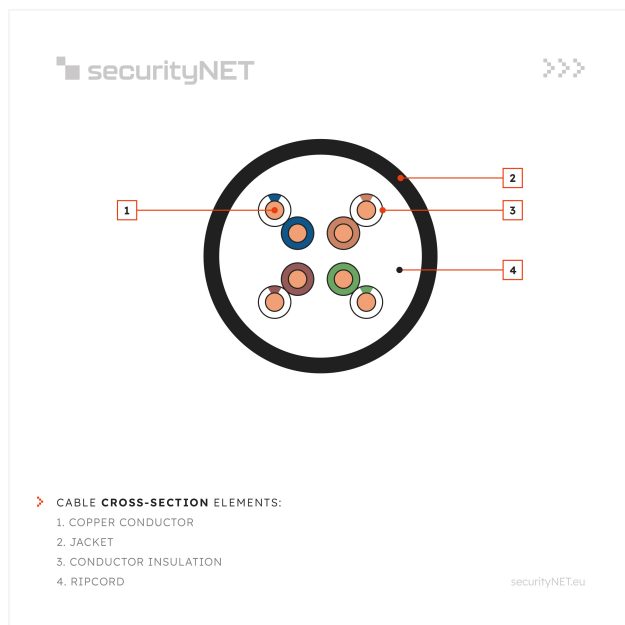 securityNET
2
1
3
4
CABLE CROSS-SECTION ELEMENTS:
1. COPPER CONDUCTOR
2. JACKET
3. CONDUCTOR INSULATION
4. RIPCORD
securityNET.eu